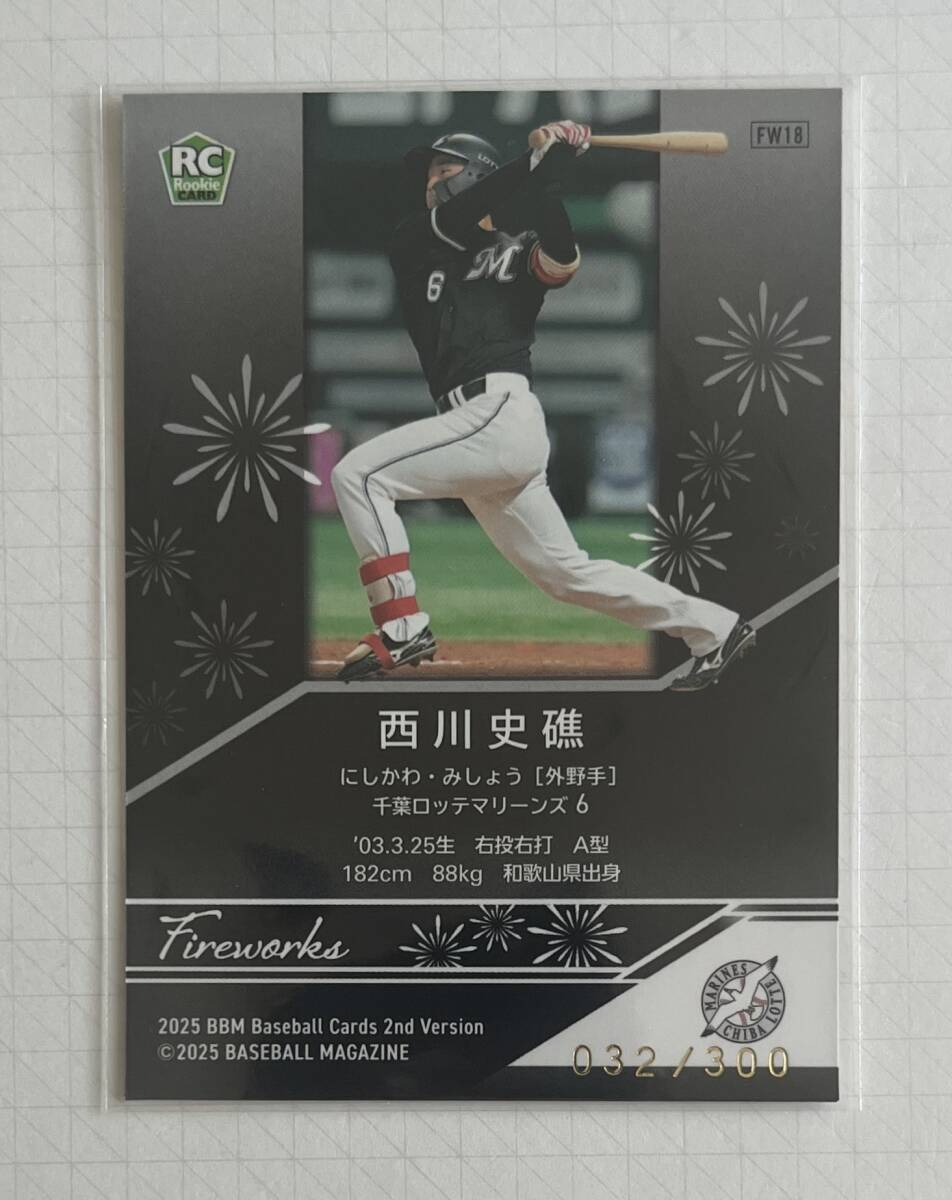 RC
Rookie
CARD
FW18
LOTTE
M
6
西川史礁
にしかわ・みしょう［外野手］
千葉ロッテマリーンズ 6
'03.3.25生 右投右打 A型
182cm 88kg 和歌山県出身
Fireworks
MARINES
CHIBA LOTTE
2025 BBM Baseball Cards 2nd Version
©2025 BASEBALL MAGAZINE
032/300